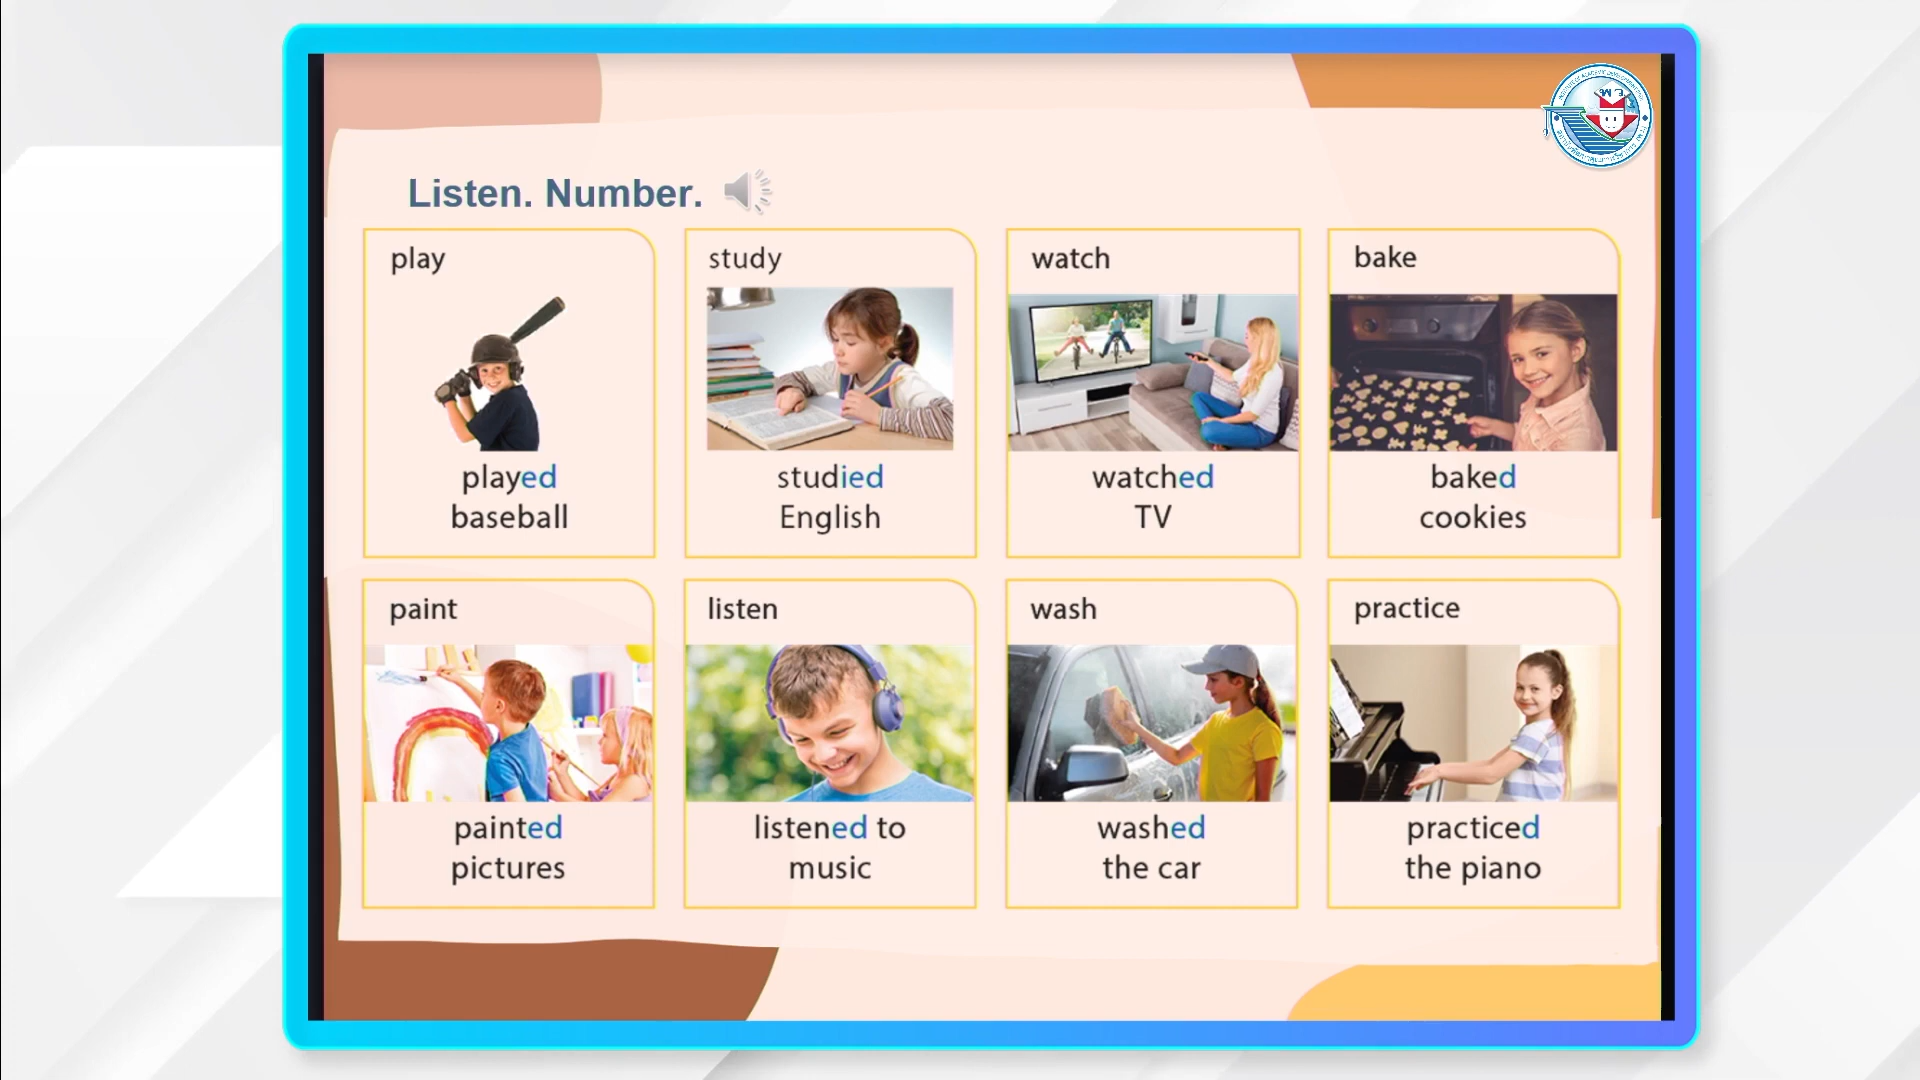 Listen. Number.
play
played
baseball
study
studied
English
watch
watched
TV
bake
baked
cookies
paint
painted
pictures
listen
listened to
music
wash
washed
the car
practice
practiced
the piano